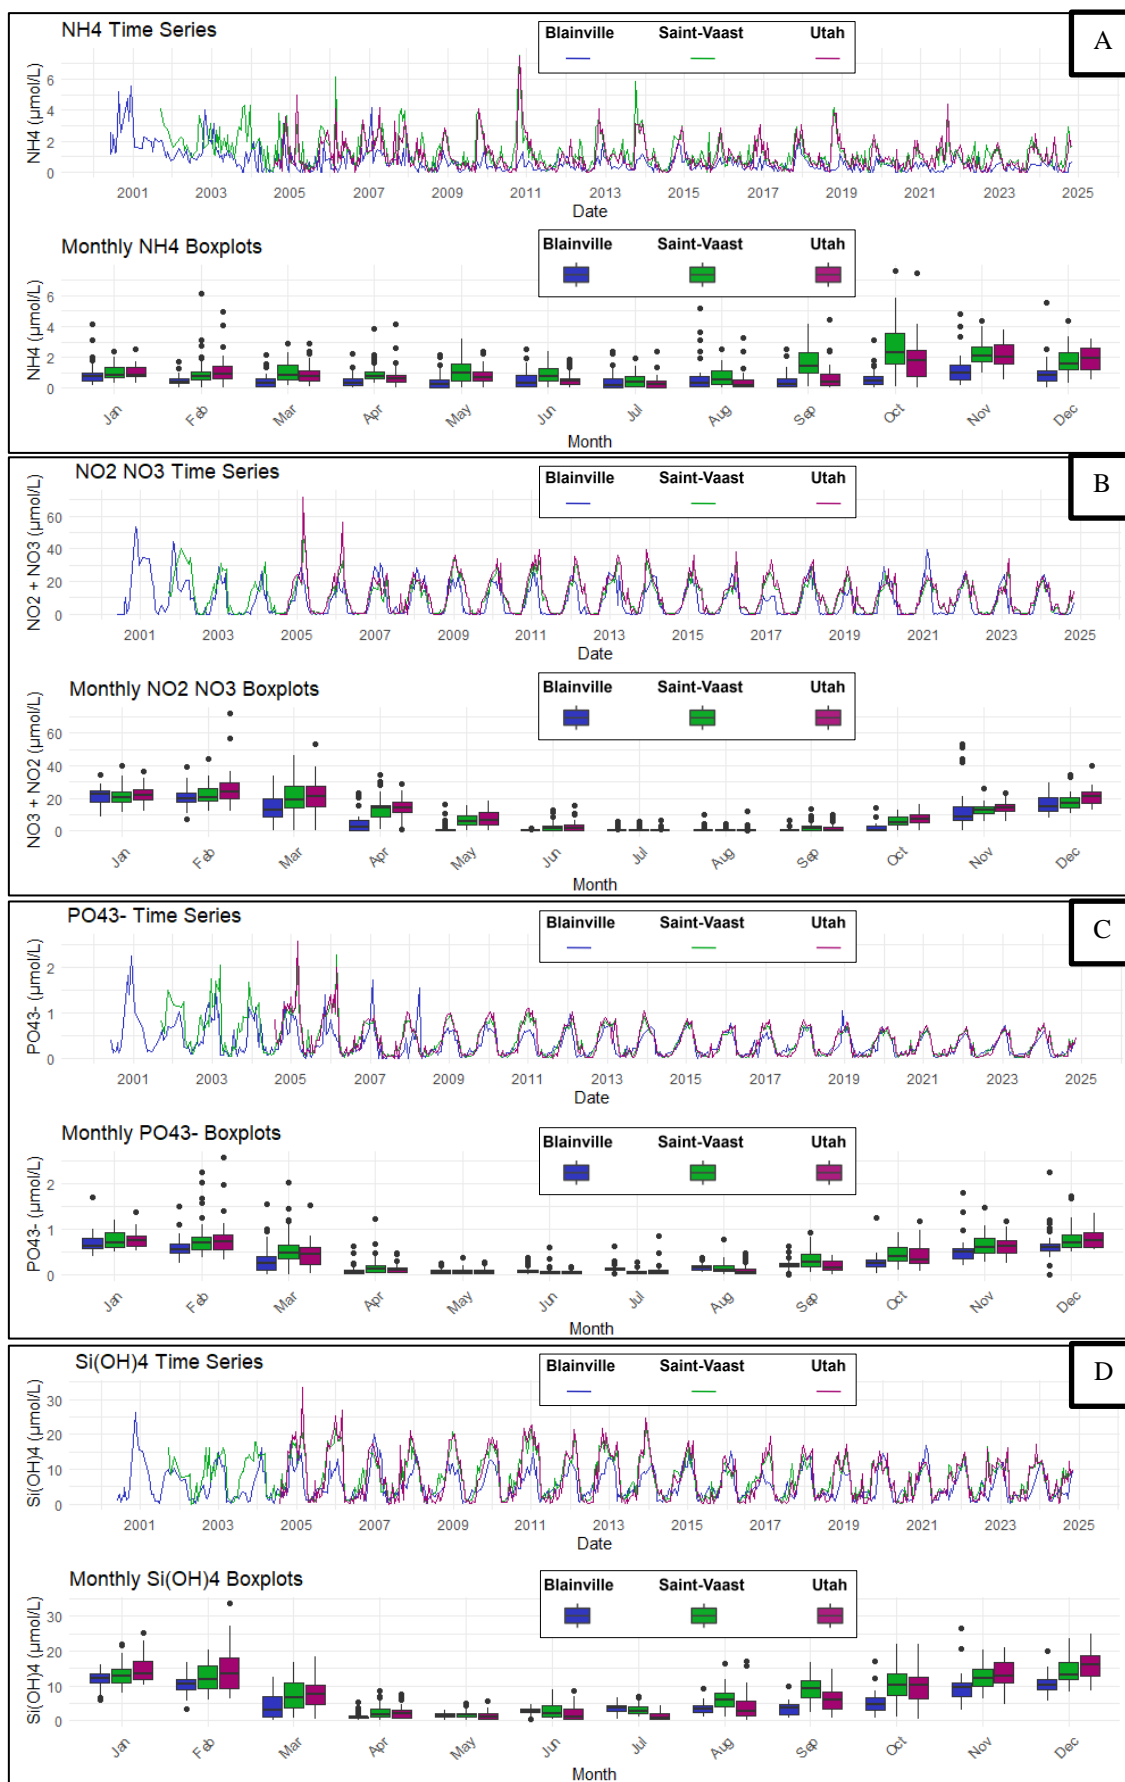 NH4 Time Series
Blainville Saint-Vaast Utah
A
NH4 (µmol/L)
6
4
2
0
2001 2003 2005 2007 2009 2011 2013 2015 2017 2019 2021 2023 2025
Date
Monthly NH4 Boxplots
Blainville Saint-Vaast Utah
NH4 (µmol/L)
6
4
2
0
Jan Feb Mar Apr May Jun Jul Aug Sep Oct Nov Dec
Month
NO2 NO3 Time Series
Blainville Saint-Vaast Utah
B
NO2 + NO3 (µmol/L)
60
40
20
0
2001 2003 2005 2007 2009 2011 2013 2015 2017 2019 2021 2023 2025
Date
Monthly NO2 NO3 Boxplots
Blainville Saint-Vaast Utah
NO3 + NO2 (µmol/L)
60
40
20
0
Jan Feb Mar Apr May Jun Jul Aug Sep Oct Nov Dec
Month
PO43- Time Series
Blainville Saint-Vaast Utah
C
PO43- (µmol/L)
2
1
0
2001 2003 2005 2007 2009 2011 2013 2015 2017 2019 2021 2023 2025
Date
Monthly PO43- Boxplots
Blainville Saint-Vaast Utah
PO43- (µmol/L)
2
1
0
Jan Feb Mar Apr May Jun Jul Aug Sep Oct Nov Dec
Month
Si(OH)4 Time Series
Blainville Saint-Vaast Utah
D
Si(OH)4 (µmol/L)
30
20
10
0
2001 2003 2005 2007 2009 2011 2013 2015 2017 2019 2021 2023 2025
Date
Monthly Si(OH)4 Boxplots
Blainville Saint-Vaast Utah
Si(OH)4 (µmol/L)
30
20
10
0
Jan Feb Mar Apr May Jun Jul Aug Sep Oct Nov Dec
Month